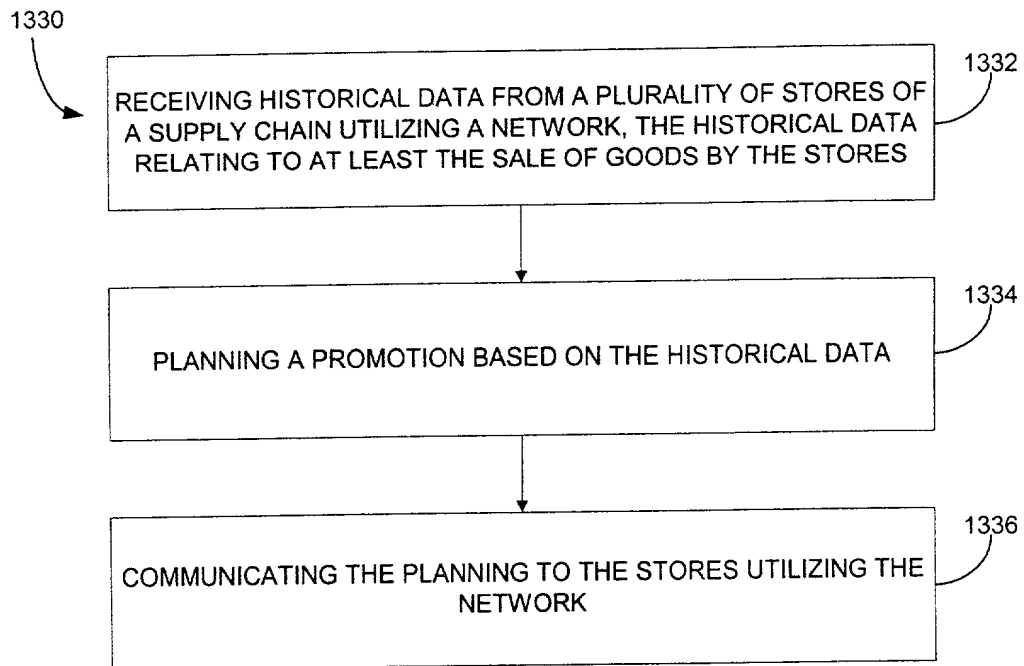 1330
1332
RECEIVING HISTORICAL DATA FROM A PLURALITY OF STORES OF
A SUPPLY CHAIN UTILIZING A NETWORK, THE HISTORICAL DATA
RELATING TO AT LEAST THE SALE OF GOODS BY THE STORES
1334
PLANNING A PROMOTION BASED ON THE HISTORICAL DATA
1336
COMMUNICATING THE PLANNING TO THE STORES UTILIZING THE
NETWORK